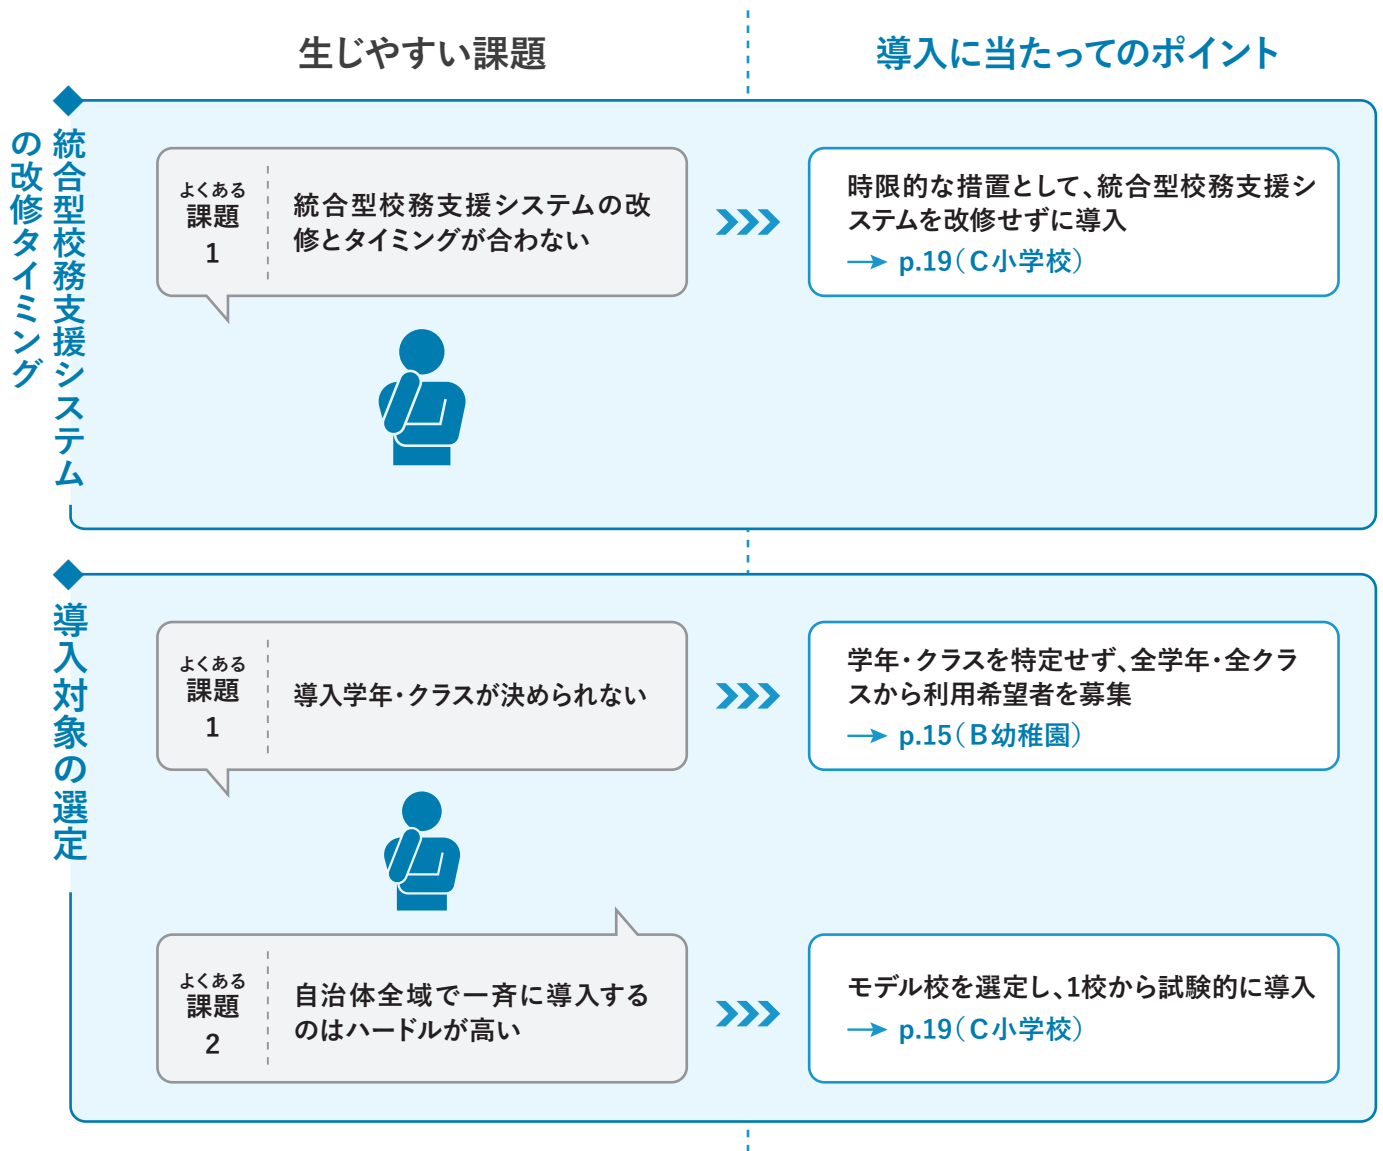 生じやすい課題
導入に当たってのポイント
統合型校務支援システム
の改修タイミング
よくある
課題
1
統合型校務支援システムの改
修とタイミングが合わない
時限的な措置として、統合型校務支援シ
ステムを改修せずに導入
→ p.19(C小学校)
導入対象の選定
よくある
課題
1
導入学年・クラスが決められない
学年・クラスを特定せず、全学年・全クラ
スから利用希望者を募集
→ p.15(B幼稚園)
よくある
課題
2
自治体全域で一斉に導入する
のはハードルが高い
モデル校を選定し、1校から試験的に導入
→ p.19(C小学校)